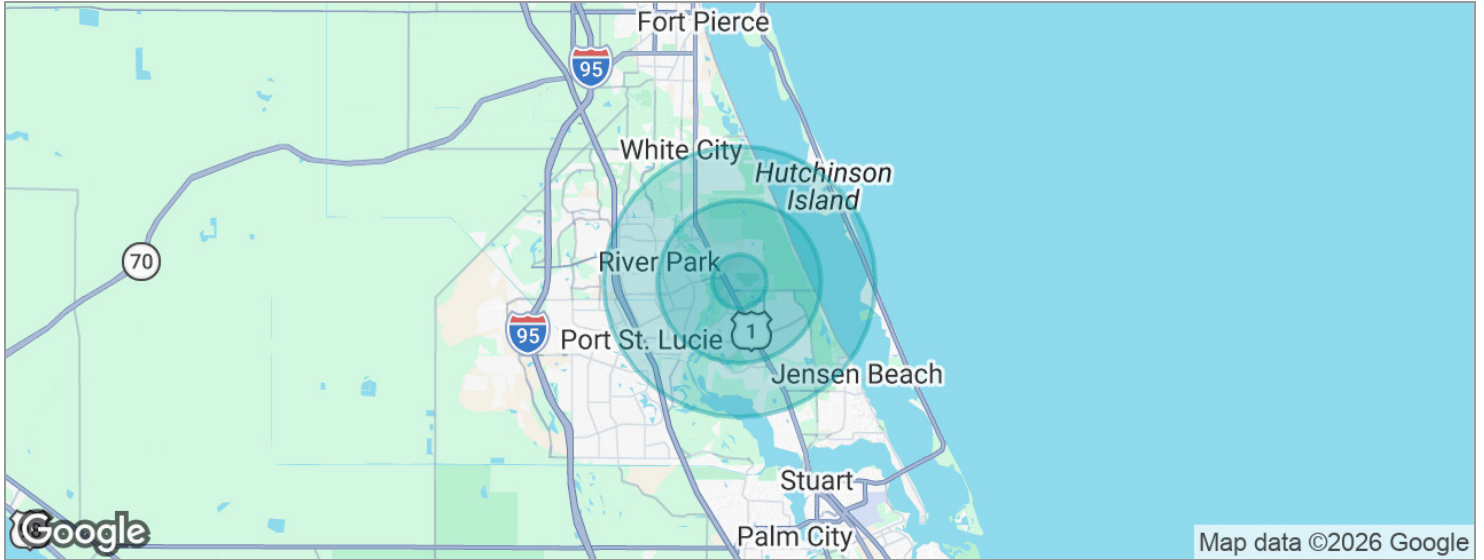 Fort Pierce
95
White City
Hutchinson
Island
70
River Park
95
Port St. Lucie
1
Jensen Beach
Stuart
Palm City
Google
Map data ©2026 Google